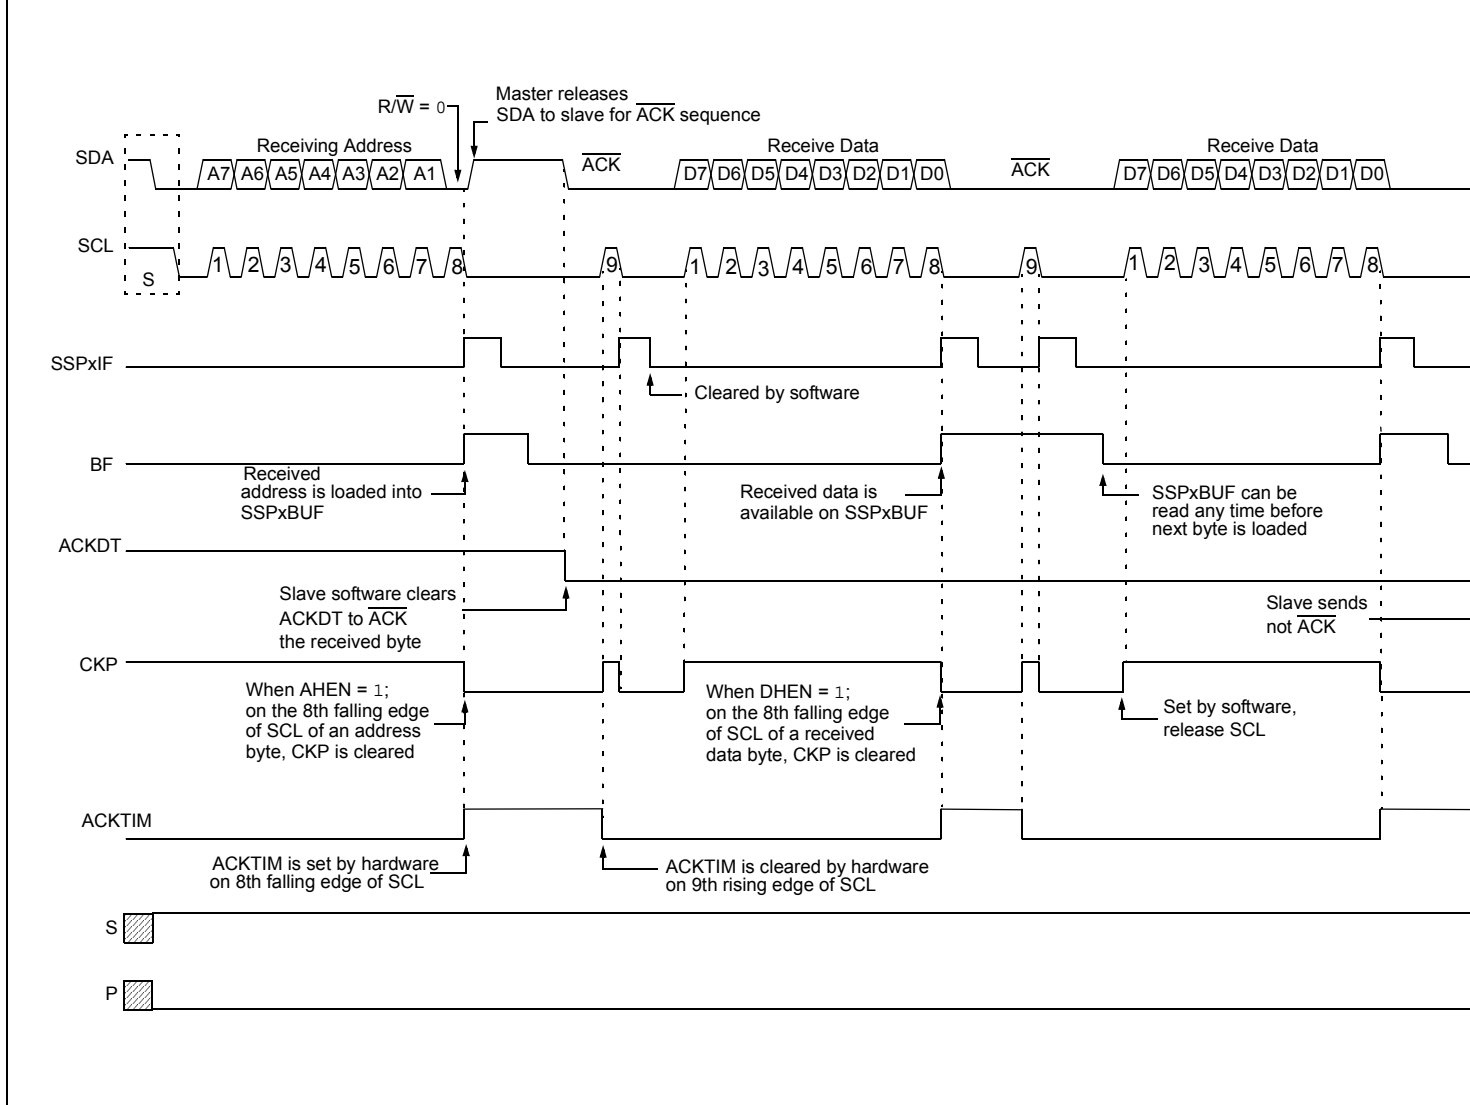 R/W = 0
Master releases
SDA to slave for ACK sequence
SDA
Receiving Address
ACK
Receive Data
ACK
Receive Data
A7 A6 A5 A4 A3 A2 A1
D7 D6 D5 D4 D3 D2 D1 D0
D7 D6 D5 D4 D3 D2 D1 D0
SCL
S
1 2 3 4 5 6 7 8 9
1 2 3 4 5 6 7 8 9
1 2 3 4 5 6 7 8
SSPxIF
Cleared by software
BF
Received
address is loaded into
SSPxBUF
Received data is
available on SSPxBUF
SSPxBUF can be
read any time before
next byte is loaded
ACKDT
Slave software clears
ACKDT to ACK
the received byte
Slave sends
not ACK
CKP
When AHEN = 1;
on the 8th falling edge
of SCL of an address
byte, CKP is cleared
When DHEN = 1;
on the 8th falling edge
of SCL of a received
data byte, CKP is cleared
Set by software,
release SCL
ACKTIM
ACKTIM is set by hardware
on 8th falling edge of SCL
ACKTIM is cleared by hardware
on 9th rising edge of SCL
S
P